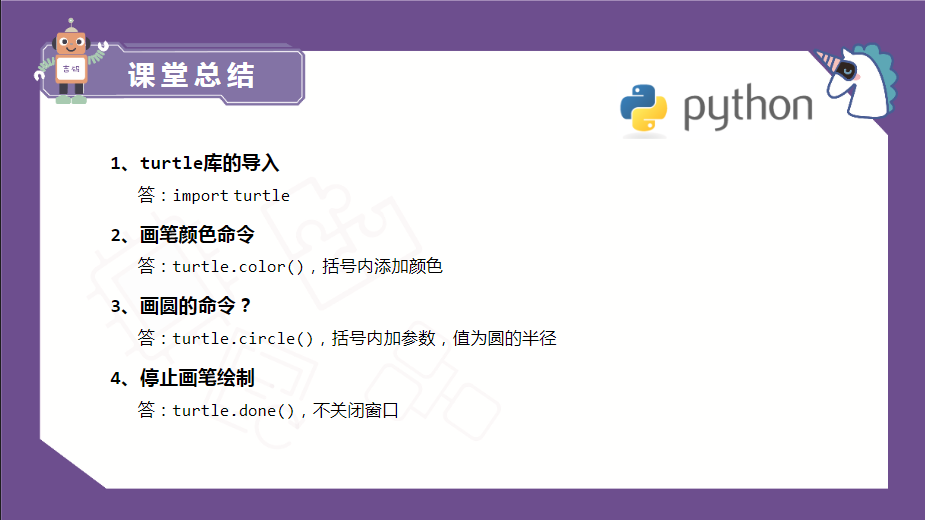 课堂总结
python
1、turtle库的导入
答：import turtle
2、画笔颜色命令
答：turtle.color()，括号内添加颜色
3、画圆的命令？
答：turtle.circle()，括号内加参数，值为圆的半径
4、停止画笔绘制
答：turtle.done()，不关闭窗口